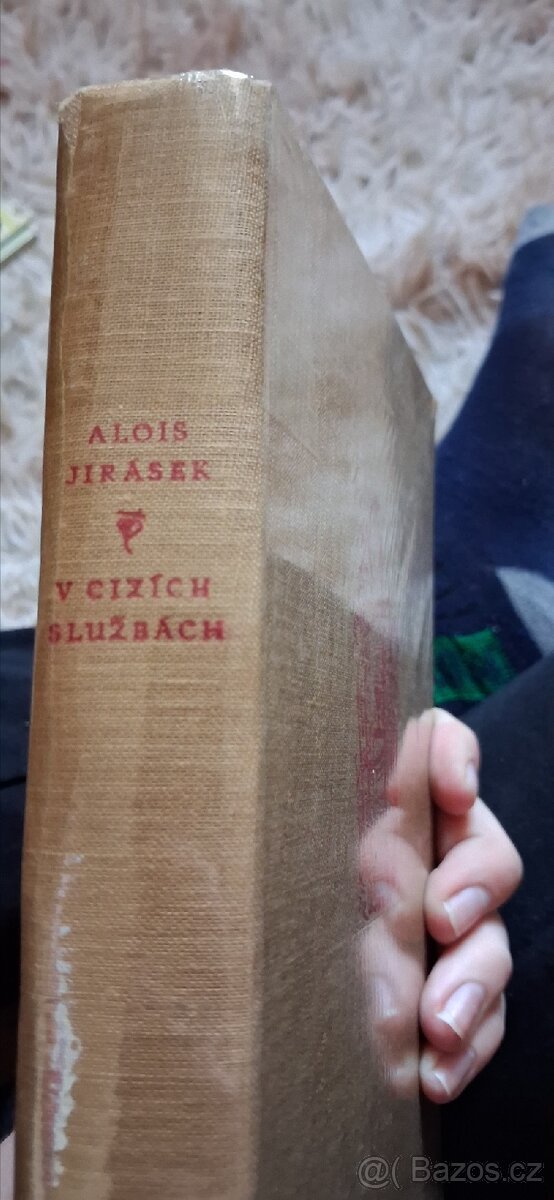 ALOIS
JIRÁSEK
V CIZÍCH
SLUŽBÁCH
@( Bazos.cz